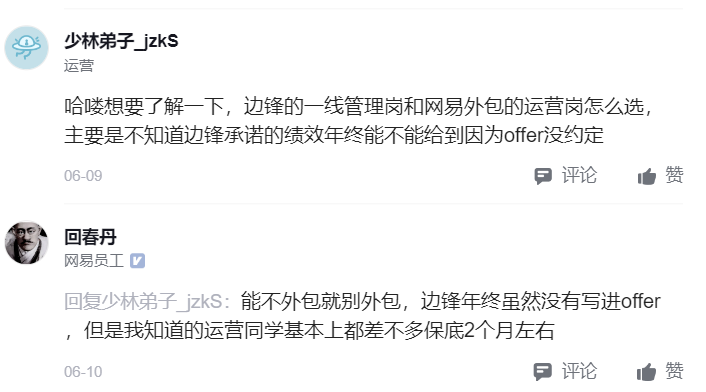 少林弟子_jzkS
运营
哈喽想要了解一下，边锋的一线管理岗和网易外包的运营岗怎么选，
主要是不知道边锋承诺的绩效年终能不能给到因为offer没约定
06-09 评论 赞
回春丹
网易员工
回复少林弟子_jzkS：能不外包就别外包，边锋年终虽然没有写进offer
，但是我知道的运营同学基本上都差不多保底2个月左右
06-10 评论 赞